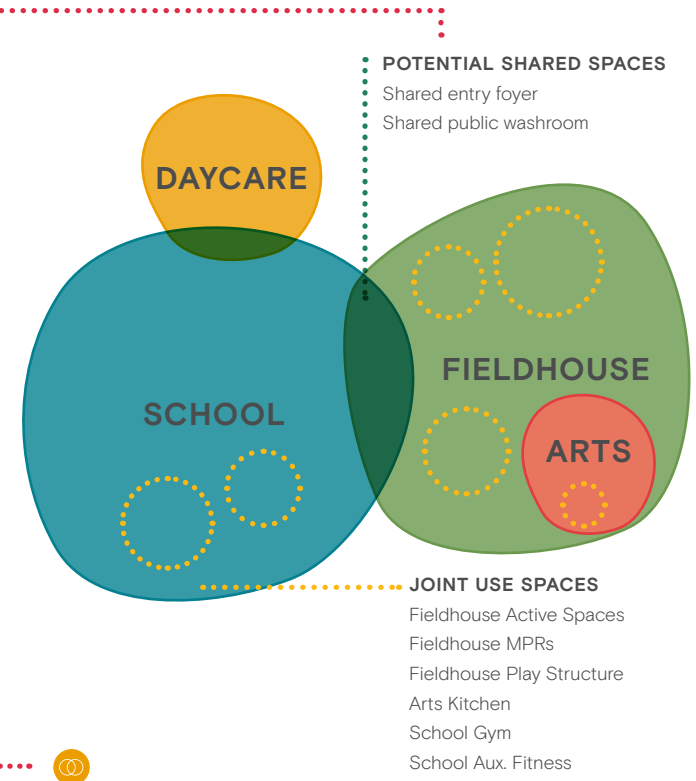 POTENTIAL SHARED SPACES
Shared entry foyer
Shared public washroom
DAYCARE
FIELDHOUSE
SCHOOL
ARTS
JOINT USE SPACES
Fieldhouse Active Spaces
Fieldhouse MPRs
Fieldhouse Play Structure
Arts Kitchen
School Gym
School Aux. Fitness